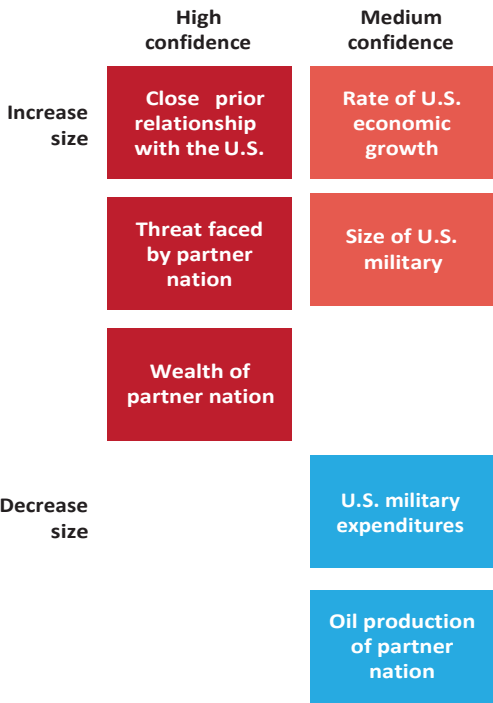 High
confidence
Medium
confidence
Increase
size
Close prior
relationship
with the U.S.
Rate of U.S.
economic
growth
Threat faced
by partner
nation
Size of U.S.
military
Wealth of
partner nation
Decrease
size
U.S. military
expenditures
Oil production
of partner
nation